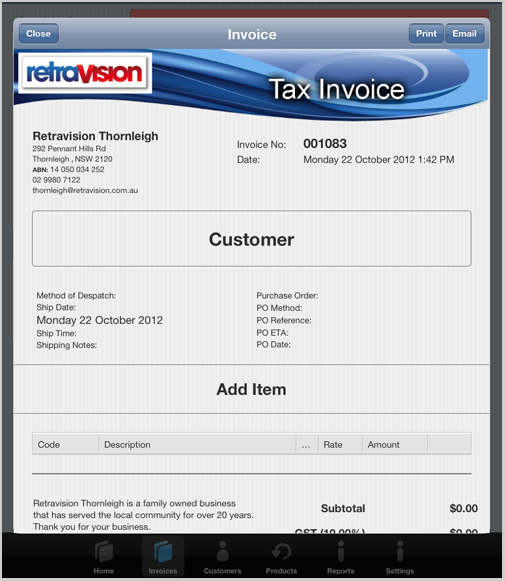 Close
Invoice
Print
Email
retravision
Tax Invoice
Retravision Thornleigh
292 Pennant Hills Rd
Thornleigh , NSW 2120
ABN: 14 050 034 252
02 9980 7122
thornleigh@retravision.com.au
Invoice No: 001083
Date: Monday 22 October 2012 1:42 PM
Customer
Method of Despatch:
Ship Date:
Monday 22 October 2012
Ship Time:
Shipping Notes:
Purchase Order:
PO Method:
PO Reference:
PO ETA:
PO Date:
Add Item
Code Description ... Rate Amount
Retravision Thornleigh is a family owned business
that has served the local community for over 20 years.
Thank you for your business.
Subtotal $0.00
GST (10.00%) $0.00
Home Invoices Customers Products Reports Settings